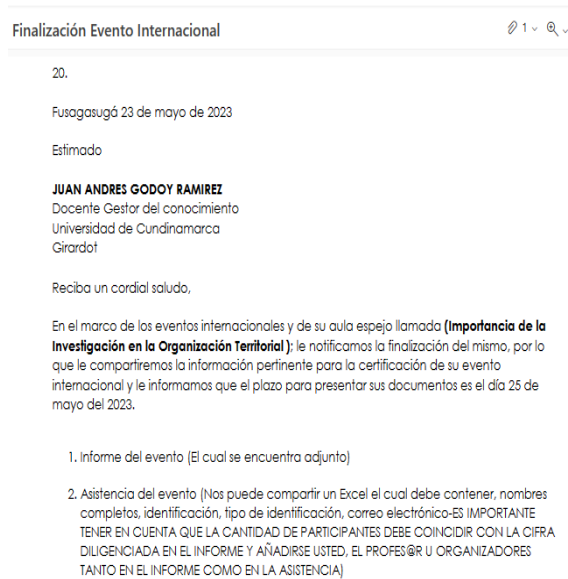 Finalización Evento Internacional
1
20.
Fusagasugá 23 de mayo de 2023
Estimado
JUAN ANDRES GODOY RAMIREZ
Docente Gestor del conocimiento
Universidad de Cundinamarca
Girardot
Reciba un cordial saludo,
En el marco de los eventos internacionales y de su aula espejo llamada (Importancia de la
Investigación en la Organización Territorial ); le notificamos la finalización del mismo, por lo
que le compartiremos la información pertinente para la certificación de su evento
internacional y le informamos que el plazo para presentar sus documentos es el día 25 de
mayo del 2023.
1. Informe del evento (El cual se encuentra adjunto)
2. Asistencia del evento (Nos puede compartir un Excel el cual debe contener, nombres
completos, identificación, tipo de identificación, correo electrónico-ES IMPORTANTE
TENER EN CUENTA QUE LA CANTIDAD DE PARTICIPANTES DEBE COINCIDIR CON LA CIFRA
DILIGENCIADA EN EL INFORME Y AÑADIRSE USTED, EL PROFES@R U ORGANIZADORES
TANTO EN EL INFORME COMO EN LA ASISTENCIA)